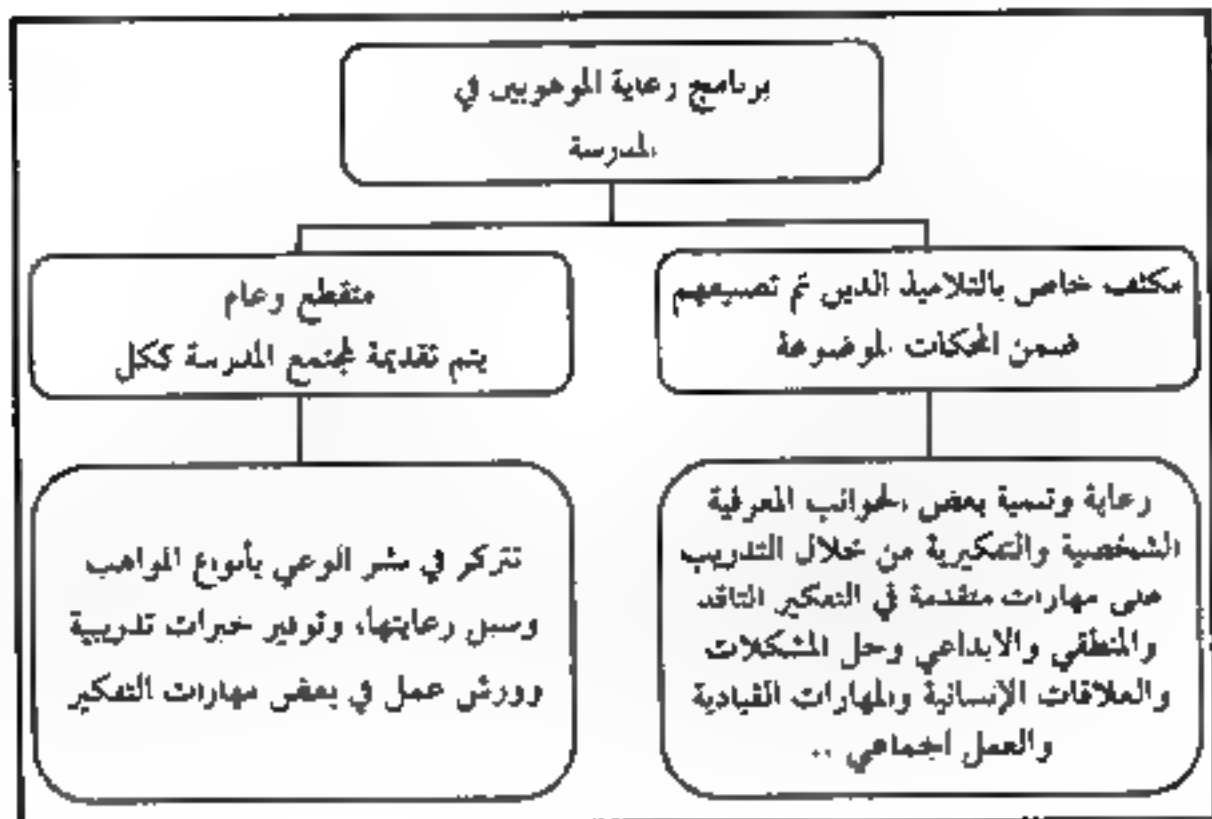 برنامج رعاية الموهوبين في
المدرسة
مكثف خاص بالتلاميذ الذين تم تصنيفهم
ضمن المحكات الموضوعة
متقطع وعام
يتم تقديمة لمجتمع المدرسة ككل
رعاية وتنمية بعض الجوانب المعرفية
الشخصية والتفكيرية من خلال التدريب
على مهارات متقدمة في التفكير الناقد
والمنطقي والابداعي وحل المشكلات
والعلاقات الإنسانية والمهارات القيادية
والعمل الجماعي ..
تتركز في نشر الوعي بأنواع المواهب
وسبل رعايتها، وتوفير خبرات تدريبية
وورش عمل في بعض مهارات التفكير